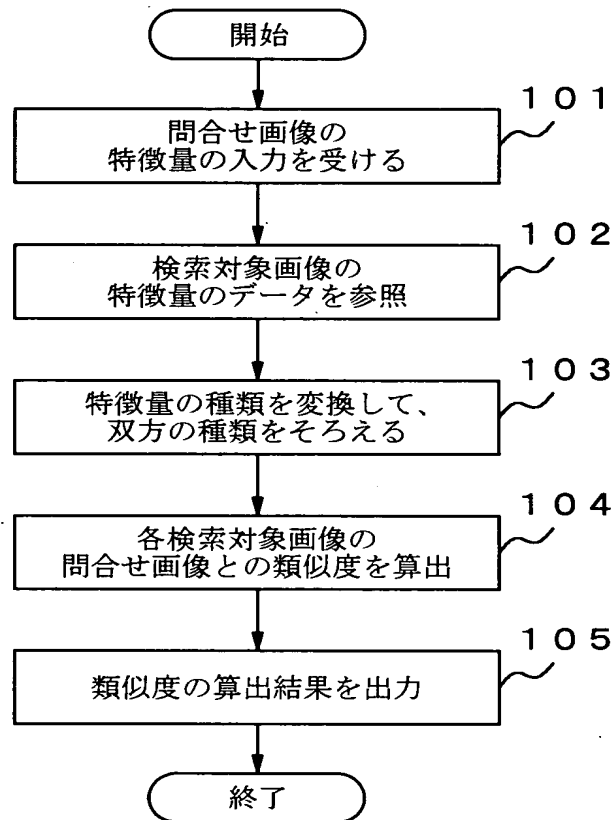 開始
101
問合せ画像の
特徴量の入力を受ける
102
検索対象画像の
特徴量のデータを参照
103
特徴量の種類を変換して、
双方の種類をそろえる
104
各検索対象画像の
問合せ画像との類似度を算出
105
類似度の算出結果を出力
終了